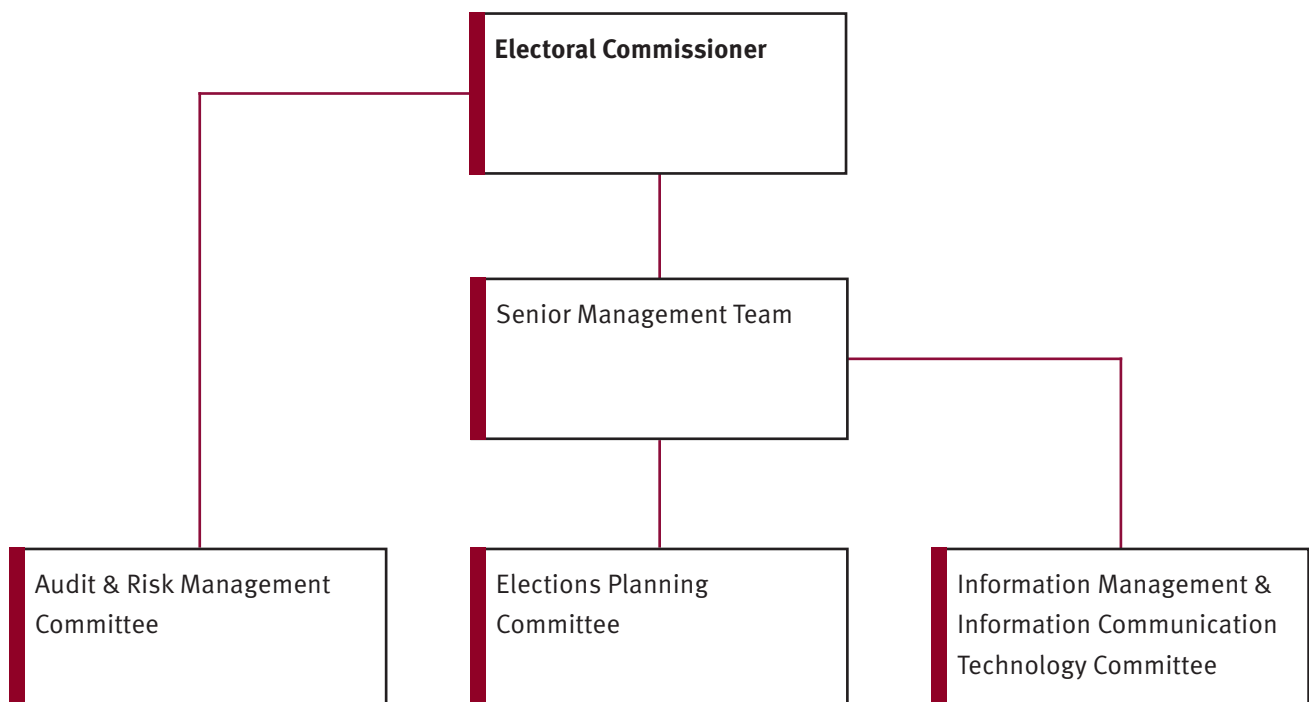 Electoral Commissioner
Senior Management Team
Audit & Risk Management
Committee
Elections Planning
Committee
Information Management &
Information Communication
Technology Committee